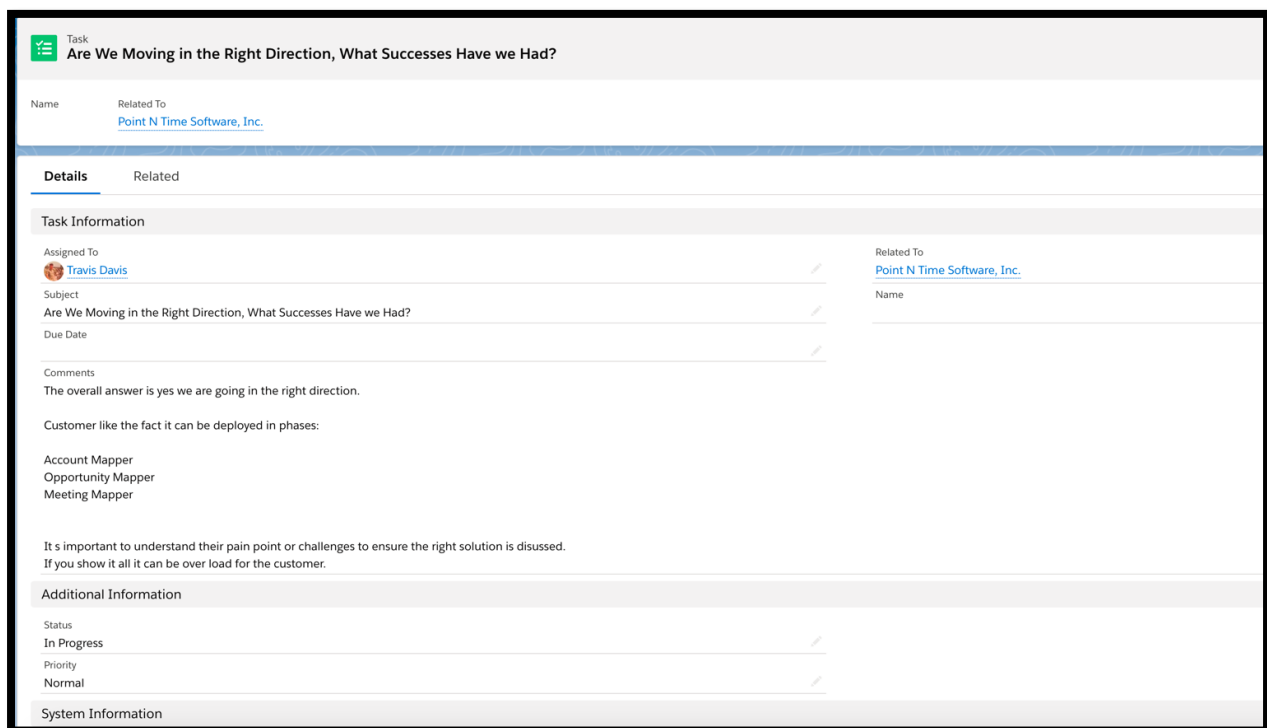 Task
Are We Moving in the Right Direction, What Successes Have we Had?
Name
Related To
Point N Time Software, Inc.
Details
Related
Task Information
Assigned To
Travis Davis
Related To
Point N Time Software, Inc.
Subject
Are We Moving in the Right Direction, What Successes Have we Had?
Name
Due Date
Comments
The overall answer is yes we are going in the right direction.
Customer like the fact it can be deployed in phases:
Account Mapper
Opportunity Mapper
Meeting Mapper
It s important to understand their pain point or challenges to ensure the right solution is disussed.
If you show it all it can be over load for the customer.
Additional Information
Status
In Progress
Priority
Normal
System Information